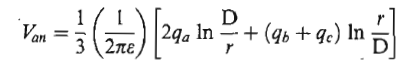 V_{an} = \frac{1}{3} \left( \frac{1}{2\pi\varepsilon} \right) \left[ 2q_a \ln \frac{D}{r} + (q_b + q_c) \ln \frac{r}{D} \right]